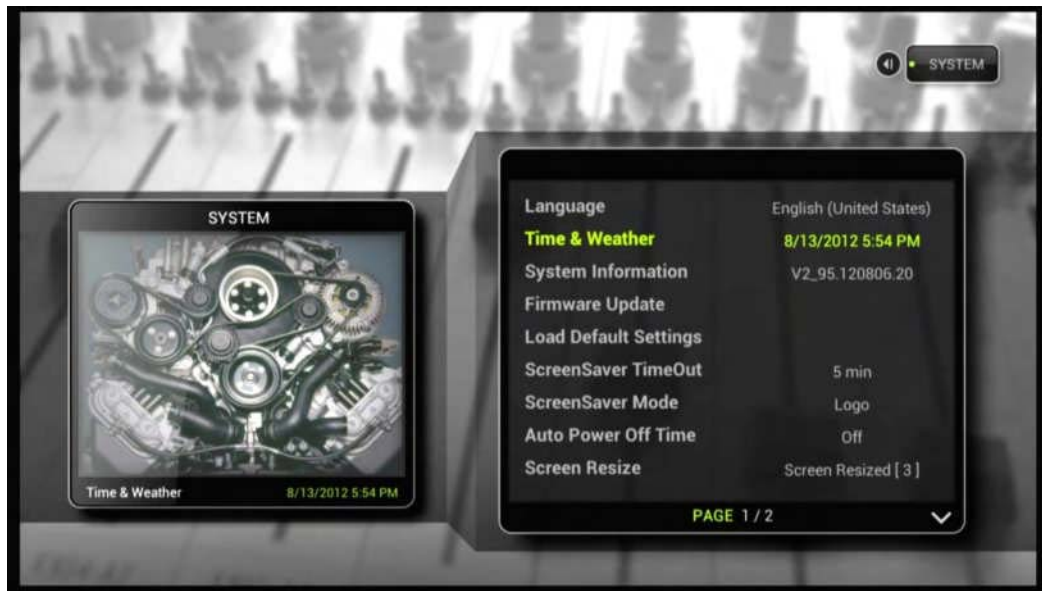 SYSTEM
SYSTEM
Time & Weather 8/13/2012 5:54 PM
Language English (United States)
Time & Weather 8/13/2012 5:54 PM
System Information V2_95.120806.20
Firmware Update
Load Default Settings
ScreenSaver TimeOut 5 min
ScreenSaver Mode Logo
Auto Power Off Time Off
Screen Resize Screen Resized [ 3 ]
PAGE 1 / 2